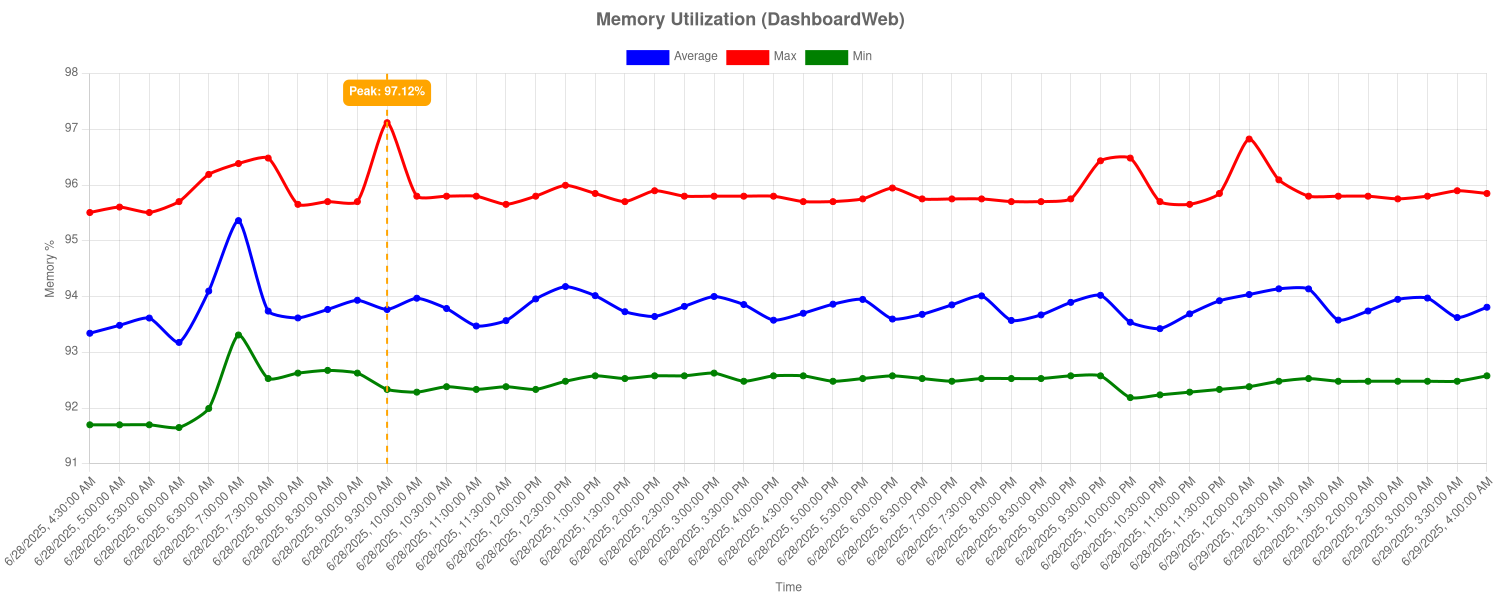 Memory Utilization (DashboardWeb)
Average Max Min
Peak: 97.12%
98
97
96
95
94
93
92
91
Memory %
6/28/2025, 4:30:00 AM
6/28/2025, 5:00:00 AM
6/28/2025, 5:30:00 AM
6/28/2025, 6:00:00 AM
6/28/2025, 6:30:00 AM
6/28/2025, 7:00:00 AM
6/28/2025, 7:30:00 AM
6/28/2025, 8:00:00 AM
6/28/2025, 8:30:00 AM
6/28/2025, 9:00:00 AM
6/28/2025, 9:30:00 AM
6/28/2025, 10:00:00 AM
6/28/2025, 10:30:00 AM
6/28/2025, 11:00:00 AM
6/28/2025, 11:30:00 AM
6/28/2025, 12:00:00 PM
6/28/2025, 12:30:00 PM
6/28/2025, 1:00:00 PM
6/28/2025, 1:30:00 PM
6/28/2025, 2:00:00 PM
6/28/2025, 2:30:00 PM
6/28/2025, 3:00:00 PM
6/28/2025, 3:30:00 PM
6/28/2025, 4:00:00 PM
6/28/2025, 4:30:00 PM
6/28/2025, 5:00:00 PM
6/28/2025, 5:30:00 PM
6/28/2025, 6:00:00 PM
6/28/2025, 6:30:00 PM
6/28/2025, 7:00:00 PM
6/28/2025, 7:30:00 PM
6/28/2025, 8:00:00 PM
6/28/2025, 8:30:00 PM
6/28/2025, 9:00:00 PM
6/28/2025, 9:30:00 PM
6/28/2025, 10:00:00 PM
6/28/2025, 10:30:00 PM
6/28/2025, 11:00:00 PM
6/28/2025, 11:30:00 PM
6/29/2025, 12:00:00 AM
6/29/2025, 12:30:00 AM
6/29/2025, 1:00:00 AM
6/29/2025, 1:30:00 AM
6/29/2025, 2:00:00 AM
6/29/2025, 2:30:00 AM
6/29/2025, 3:00:00 AM
6/29/2025, 3:30:00 AM
6/29/2025, 4:00:00 AM
Time